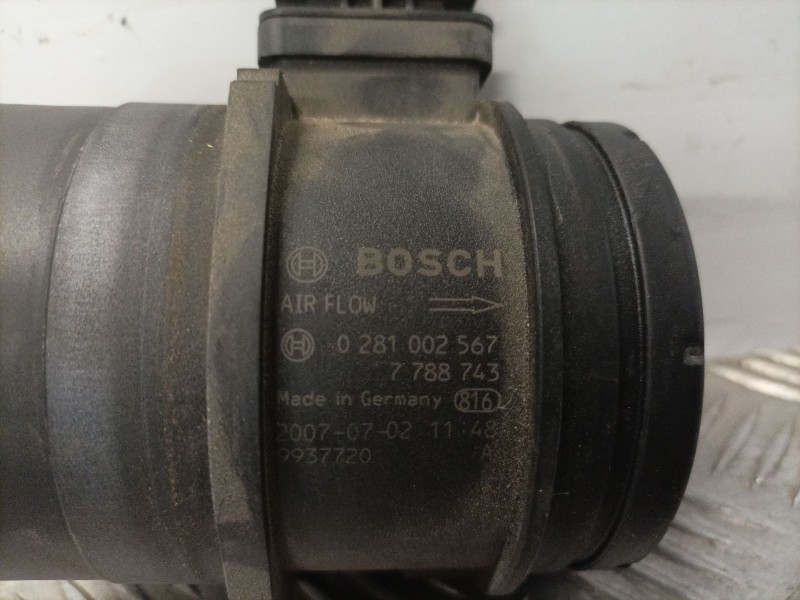 BOSCH
AIR FLOW
0 281 002 567
7 788 743
Made in Germany 816
2007-07-02 11:48
9937720 A